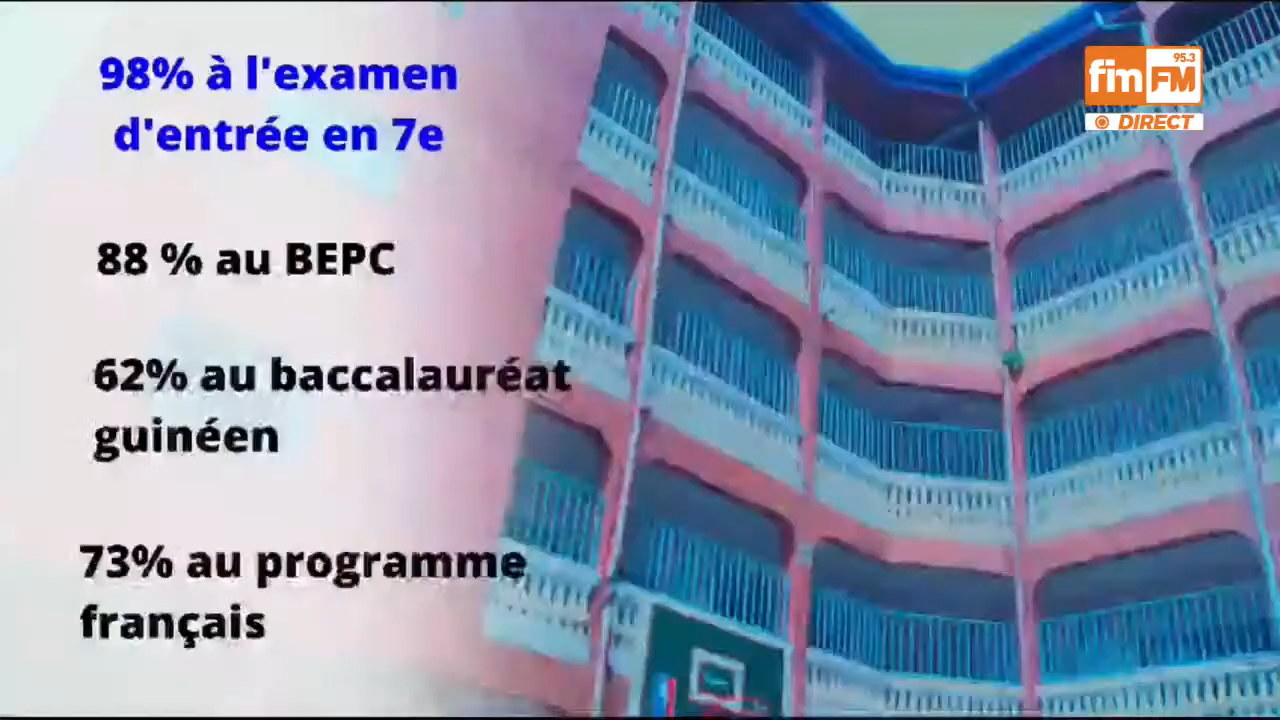 98% à l'examen
d'entrée en 7e
88 % au BEPC
62% au baccalauréat
guinéen
73% au programme
français
95.3
fim FM
DIRECT